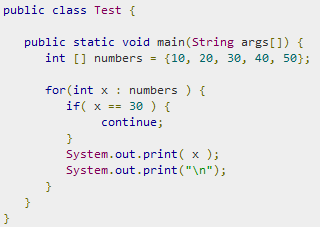 public class Test {
public static void main(String args[]) {
int [] numbers = {10, 20, 30, 40, 50};
for(int x : numbers ) {
if( x == 30 ) {
continue;
}
System.out.print( x );
System.out.print("\n");
}
}
}